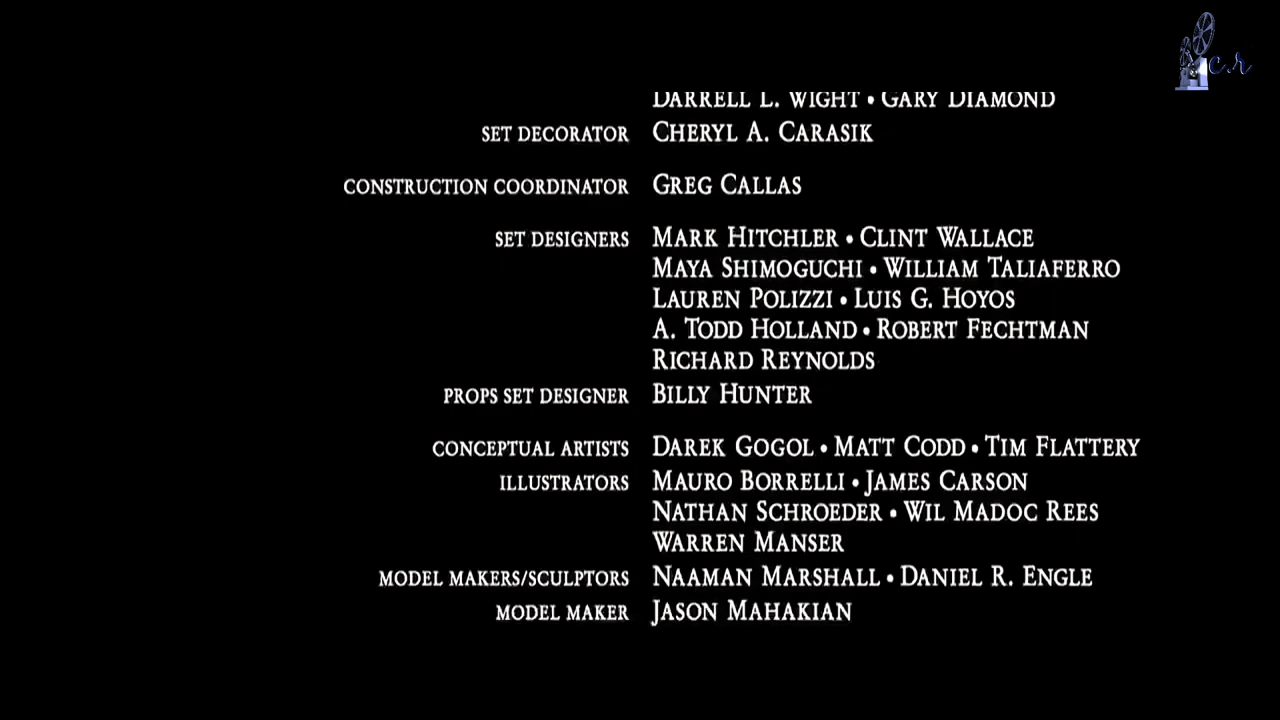 DARRELL L. WIGHT • GARY DIAMOND
SET DECORATOR CHERYL A. CARASIK
CONSTRUCTION COORDINATOR GREG CALLAS
SET DESIGNERS MARK HITCHLER • CLINT WALLACE
MAYA SHIMOGUCHI • WILLIAM TALIAFERRO
LAUREN POLIZZI • LUIS G. HOYOS
A. TODD HOLLAND • ROBERT FECHTMAN
RICHARD REYNOLDS
PROPS SET DESIGNER BILLY HUNTER
CONCEPTUAL ARTISTS DAREK GOGOL • MATT CODD • TIM FLATTERY
ILLUSTRATORS MAURO BORRELLI • JAMES CARSON
NATHAN SCHROEDER • WIL MADOC REES
WARREN MANSER
MODEL MAKERS/SCULPTORS NAAMAN MARSHALL • DANIEL R. ENGLE
MODEL MAKER JASON MAHAKIAN